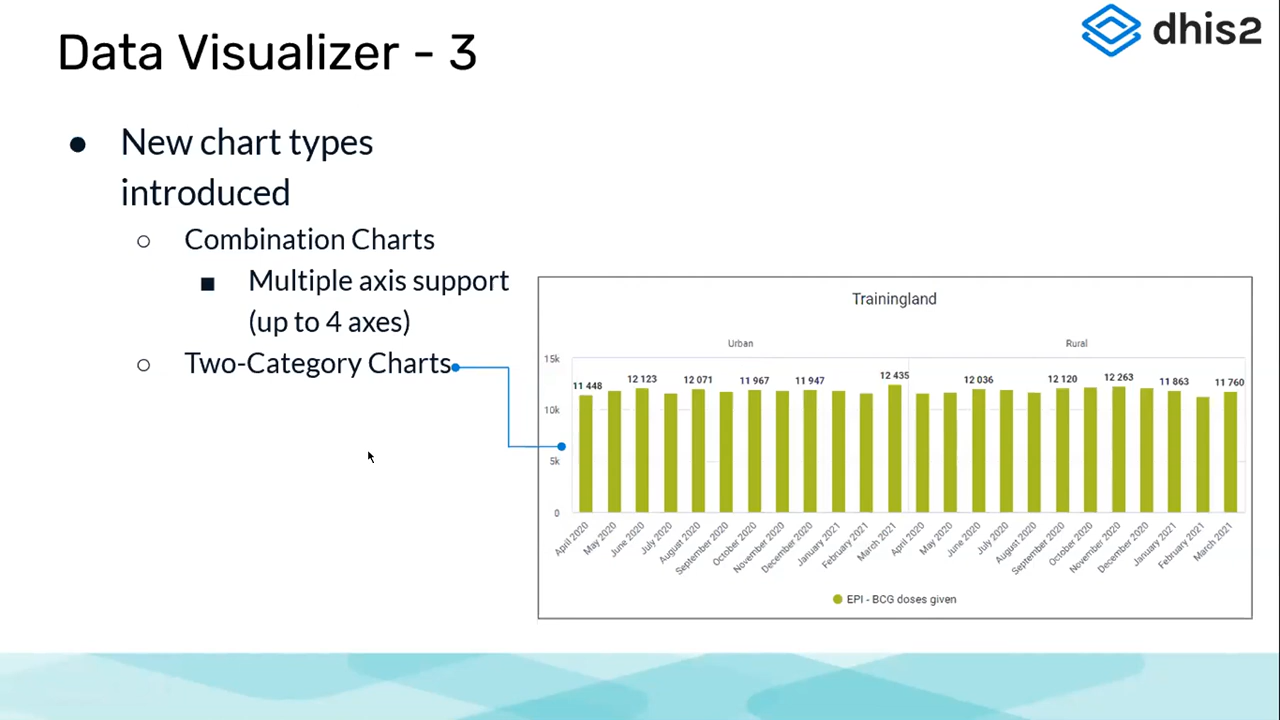 Data Visualizer - 3
dhis2
● New chart types
introduced
○ Combination Charts
■ Multiple axis support
(up to 4 axes)
○ Two-Category Charts
Trainingland
Urban Rural
15k
10k
5k
0
11 448 12 123 12 071 11 967 11 947 12 435 12 036 12 120 12 263 11 863 11 760
April 2020 May 2020 June 2020 July 2020 August 2020 September 2020 October 2020 November 2020 December 2020 January 2021 February 2021 March 2021 April 2020 May 2020 June 2020 July 2020 August 2020 September 2020 October 2020 November 2020 December 2020 January 2021 February 2021 March 2021
EPI - BCG doses given